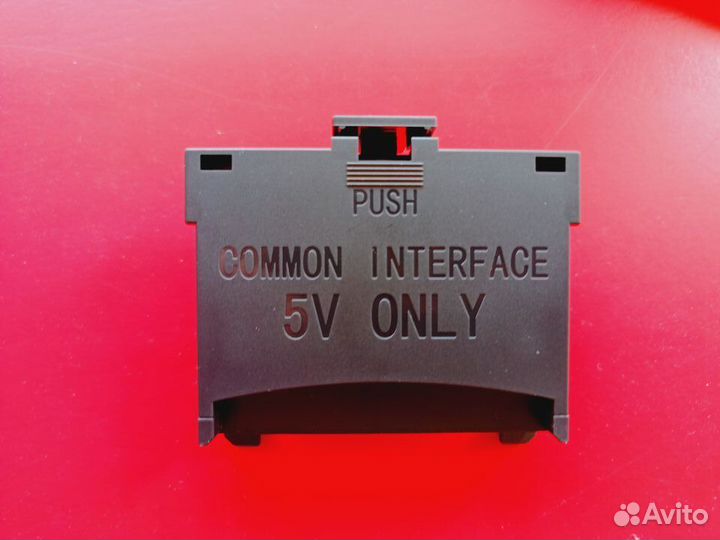 PUSH
COMMON INTERFACE
5V ONLY
Avito